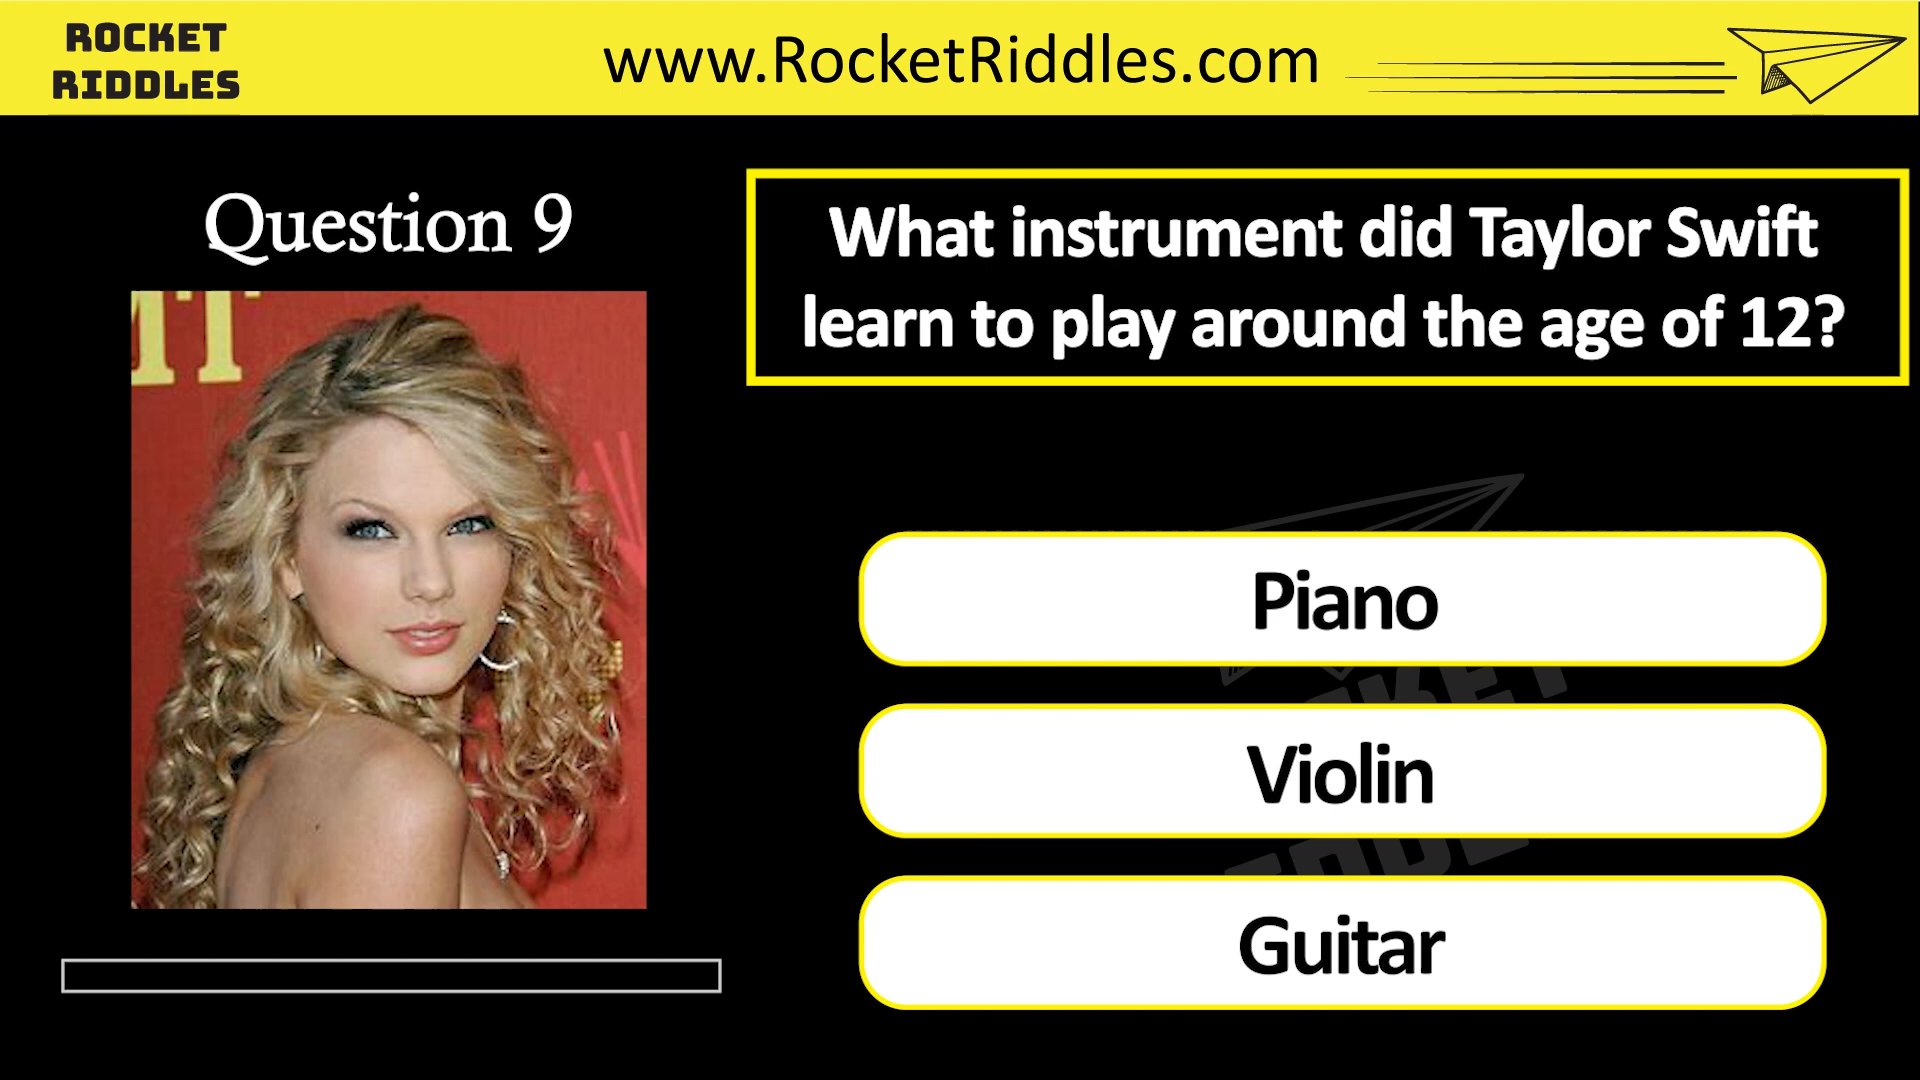 ROCKET
RIDDLES
www.RocketRiddles.com
Question 9
What instrument did Taylor Swift
learn to play around the age of 12?
Piano
Violin
Guitar